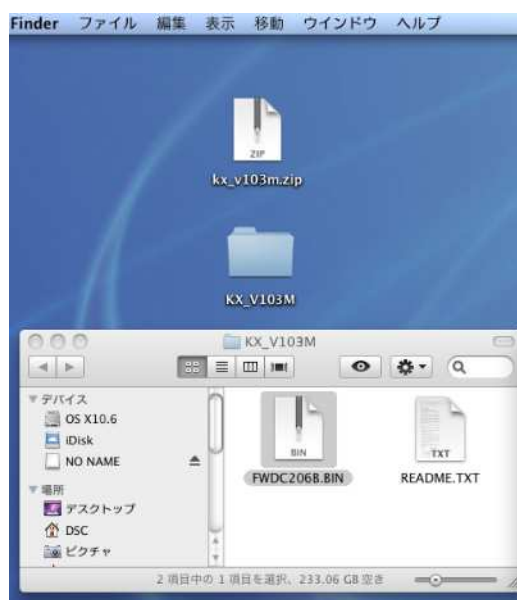 Finder ファイル 編集 表示 移動 ウインドウ ヘルプ
ZIP
kx_v103m.zip
KX_V103M
KX_V103M
デバイス
OS X10.6
iDisk
NO NAME
場所
デスクトップ
DSC
ピクチャ
BIN
FWDC206B.BIN
TXT
README.TXT
2 項目中の 1 項目を選択、233.06 GB 空き